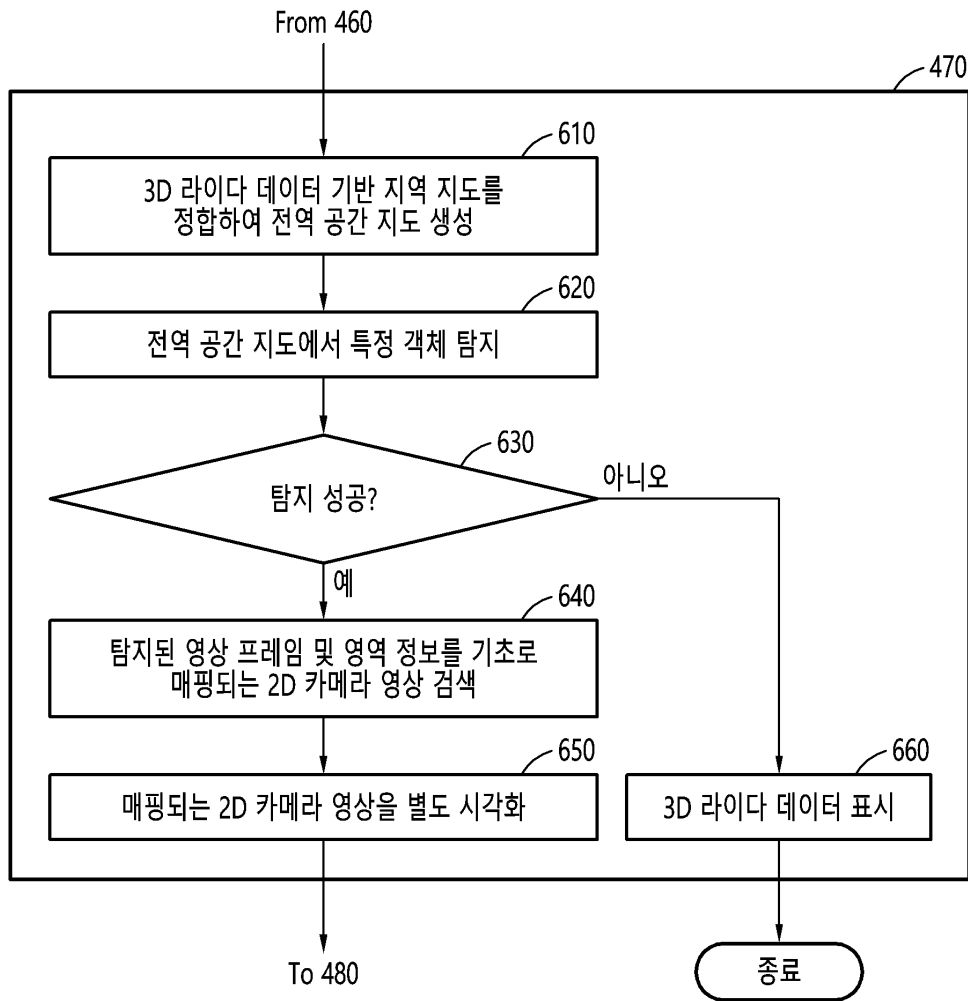 From 460
470
610
3D 라이다 데이터 기반 지역 지도를
정합하여 전역 공간 지도 생성
620
전역 공간 지도에서 특정 객체 탐지
630
탐지 성공?
아니오
예
640
탐지된 영상 프레임 및 영역 정보를 기초로
매핑되는 2D 카메라 영상 검색
650
매핑되는 2D 카메라 영상을 별도 시각화
660
3D 라이다 데이터 표시
To 480
종료